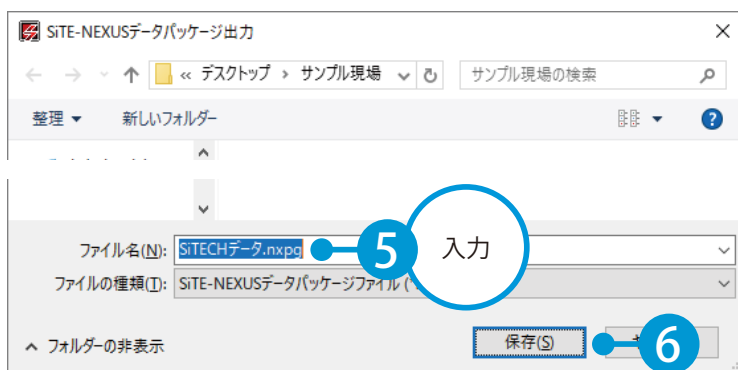 SiTE-NEXUSデータパッケージ出力
« デスクトップ › サンプル現場
サンプル現場の検索
整理
新しいフォルダー
ファイル名(N): SiTECHデータ.nxpg
5 入力
ファイルの種類(T): SiTE-NEXUSデータパッケージファイル (
フォルダーの非表示
保存(S)
6